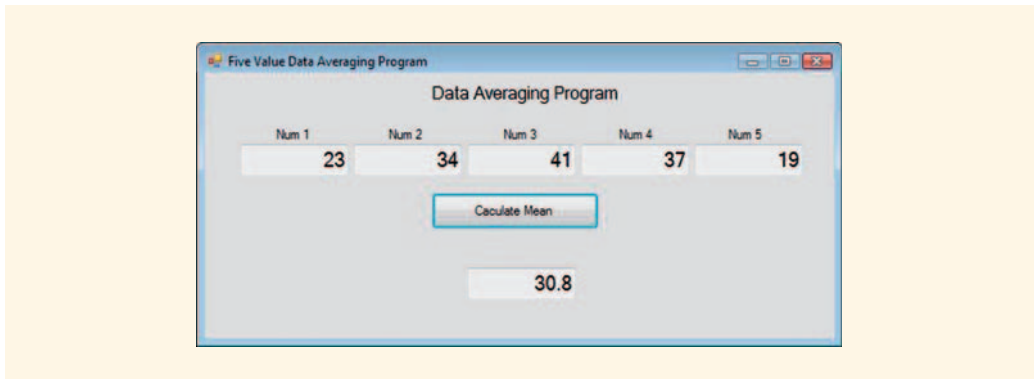 Five Value Data Averaging Program
Data Averaging Program
Num 1 Num 2 Num 3 Num 4 Num 5
23 34 41 37 19
Caculate Mean
30.8